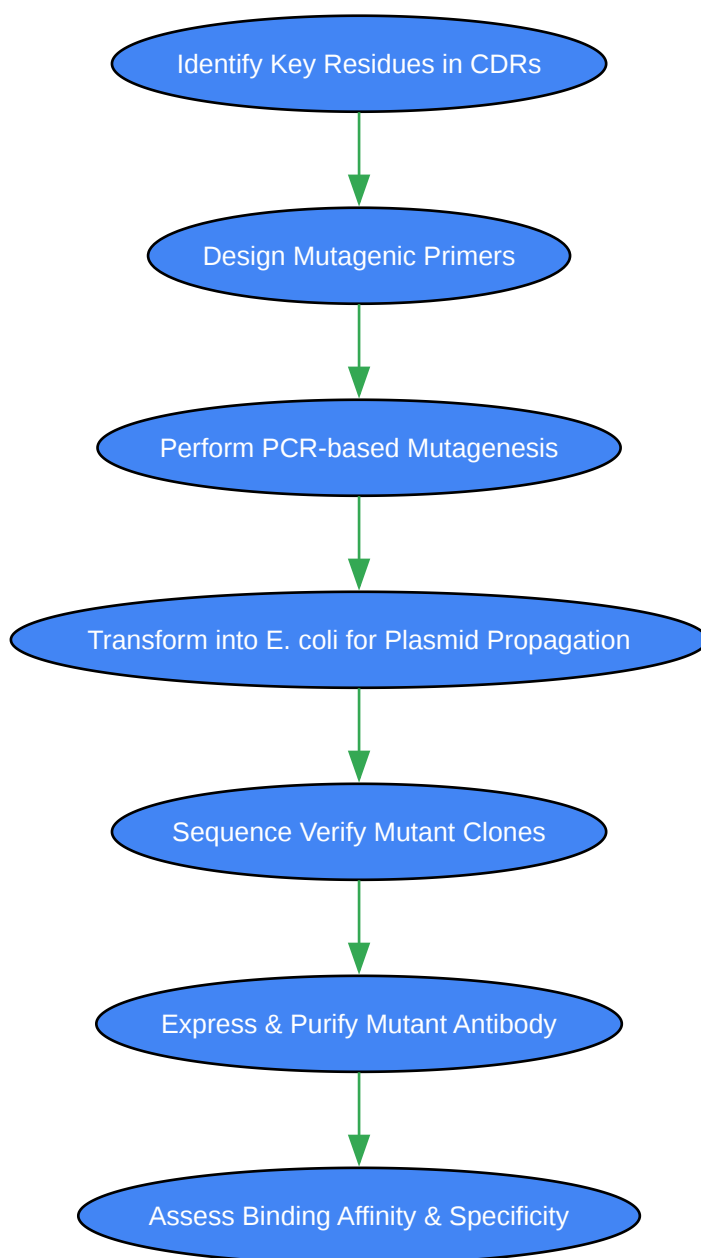 Identify Key Residues in CDRs
Design Mutagenic Primers
Perform PCR-based Mutagenesis
Transform into E. coli for Plasmid Propagation
Sequence Verify Mutant Clones
Express & Purify Mutant Antibody
Assess Binding Affinity & Specificity